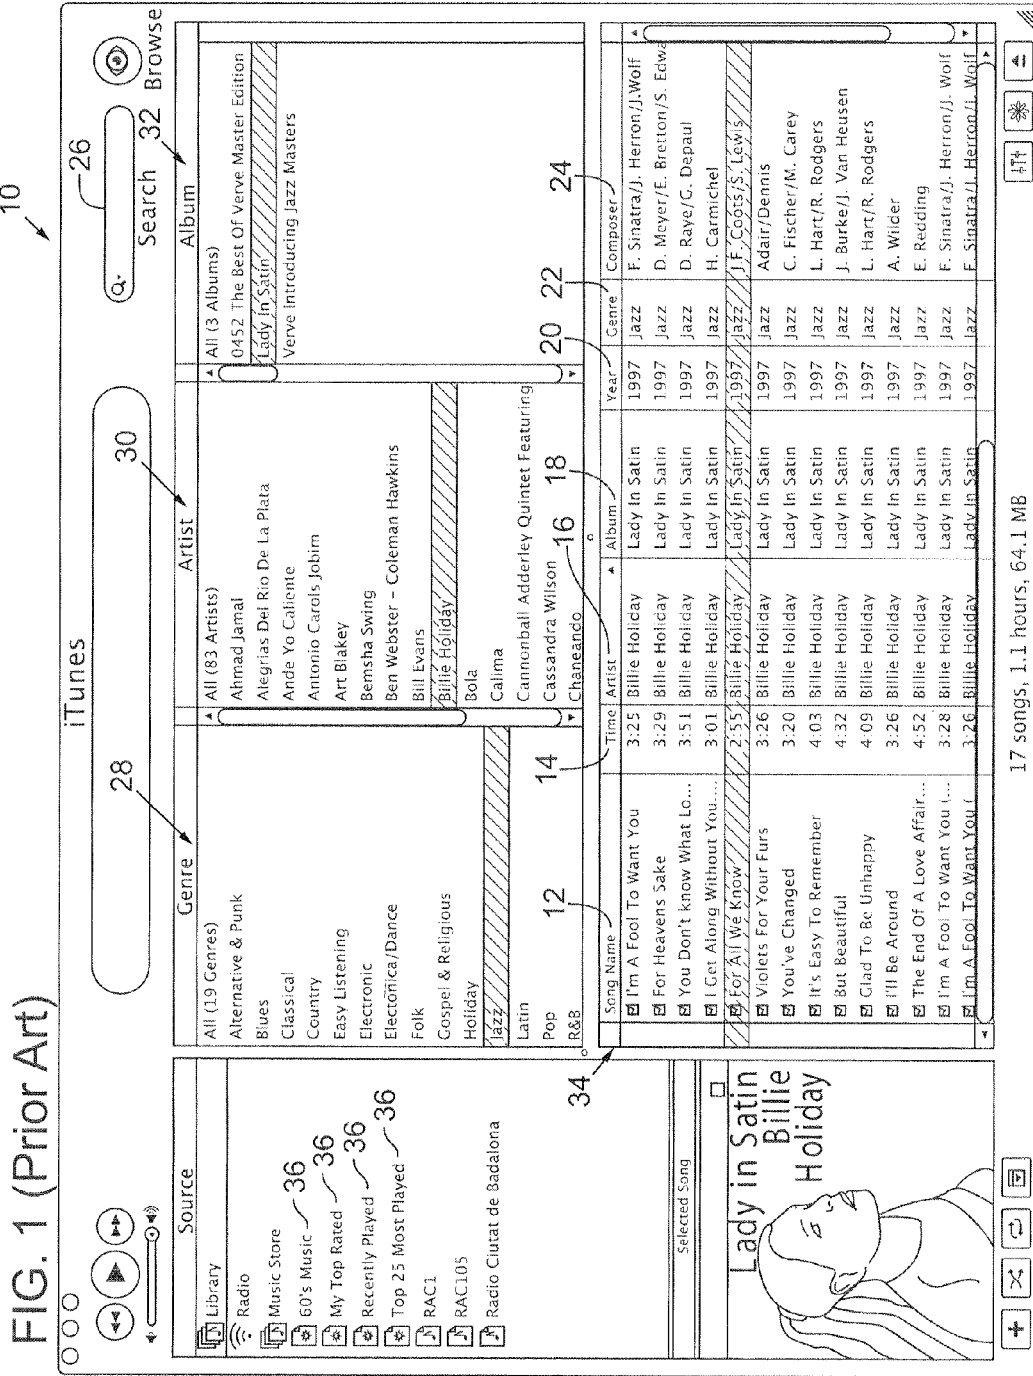 FIG. 1 (Prior Art)
10
iTunes
26
Search
Browse
28
30
32
Source
Library
Radio
Music Store
60's Music 36
My Top Rated 36
Recently Played 36
Top 25 Most Played 36
RAC1
RAC105
Radio Ciutat de Badalona
Genre
All (19 Genres)
Alternative & Punk
Blues
Classical
Country
Easy Listening
Electronic
Electonica/Dance
Folk
Gospel & Religious
Holiday
Jazz
Latin
Pop
R&B
Artist
All (83 Artists)
Ahmad Jamal
Alegrias Del Rio De La Plata
Ande Yo Caliente
Antonio Carols Jobim
Art Blakey
Bemsha Swing
Ben Webster – Coleman Hawkins
Bill Evans
Billie Holiday
Bola
Calima
Cannonball Adderley Quintet Featuring
Cassandra Wilson
Chaneando
Album
All (3 Albums)
0452 The Best Of Verve Master Edition
Lady In Satin
Verve Introducing Jazz Masters
34
12
14
16
18
20
22
24
Song Name Time Artist Album Year Genre Composer
I'm A Fool To Want You 3:25 Billie Holiday Lady In Satin 1997 Jazz F. Sinatra/J. Herron/J.Wolf
For Heavens Sake 3:29 Billie Holiday Lady In Satin 1997 Jazz D. Meyer/E. Bretton/S. Edwa
You Don't know What Lo... 3:51 Billie Holiday Lady In Satin 1997 Jazz D. Raye/G. Depaul
I Get Along Without You.... 3:01 Billie Holiday Lady In Satin 1997 Jazz H. Carmichel
For All We Know 2:55 Billie Holiday Lady In Satin 1997 Jazz J.F. Coots/S. Lewis
Violets For Your Furs 3:26 Billie Holiday Lady In Satin 1997 Jazz Adair/Dennis
You've Changed 3:20 Billie Holiday Lady In Satin 1997 Jazz C. Fischer/M. Carey
It's Easy To Remember 4:03 Billie Holiday Lady In Satin 1997 Jazz L. Hart/R. Rodgers
But Beautiful 4:32 Billie Holiday Lady In Satin 1997 Jazz J. Burke/J. Van Heusen
Glad To Be Unhappy 4:09 Billie Holiday Lady In Satin 1997 Jazz L. Hart/R. Rodgers
I'll Be Around 3:26 Billie Holiday Lady In Satin 1997 Jazz A. Wilder
The End Of A Love Affair... 4:52 Billie Holiday Lady In Satin 1997 Jazz E. Redding
I'm A Fool To Want You (... 3:28 Billie Holiday Lady In Satin 1997 Jazz F. Sinatra/J. Herron/J. Wolf
I'm A Fool To Want You ( 3:26 Billie Holiday Lady In Satin 1997 Jazz F. Sinatra/J. Herron/J. Wolf
Selected Song
Lady in Satin
Billie
Holiday
17 songs, 1.1 hours, 64.1 MB